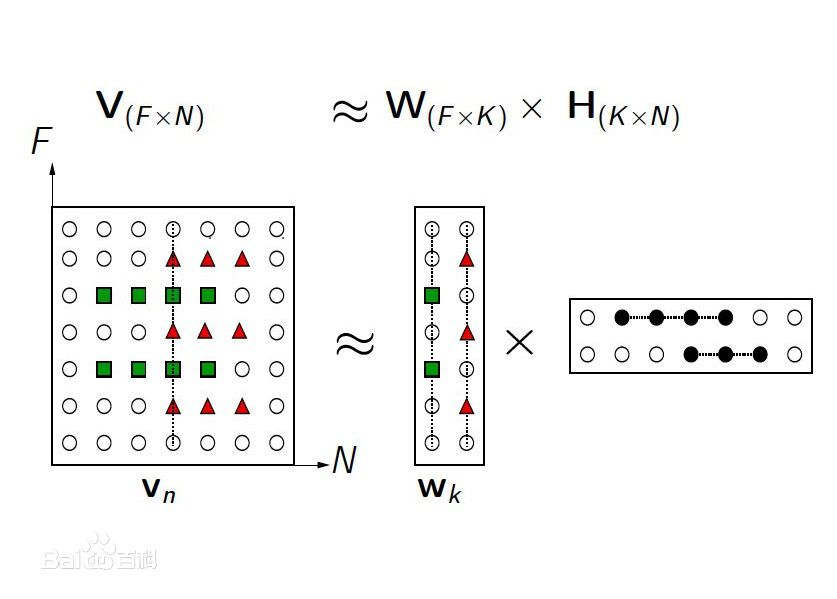 V(F×N) ≈ W(F×K) × H(K×N)
F
≈ ×
N
vn wk
Bai百科